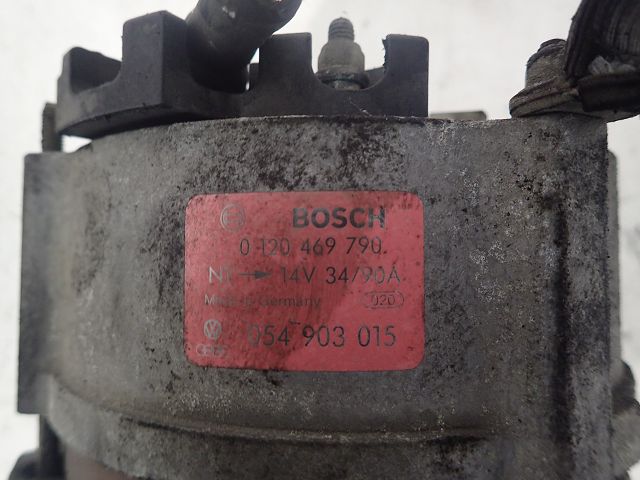 BOSCH
0 120 469 790
N1 → 14V 34/90A
Made in Germany 020
054 903 015